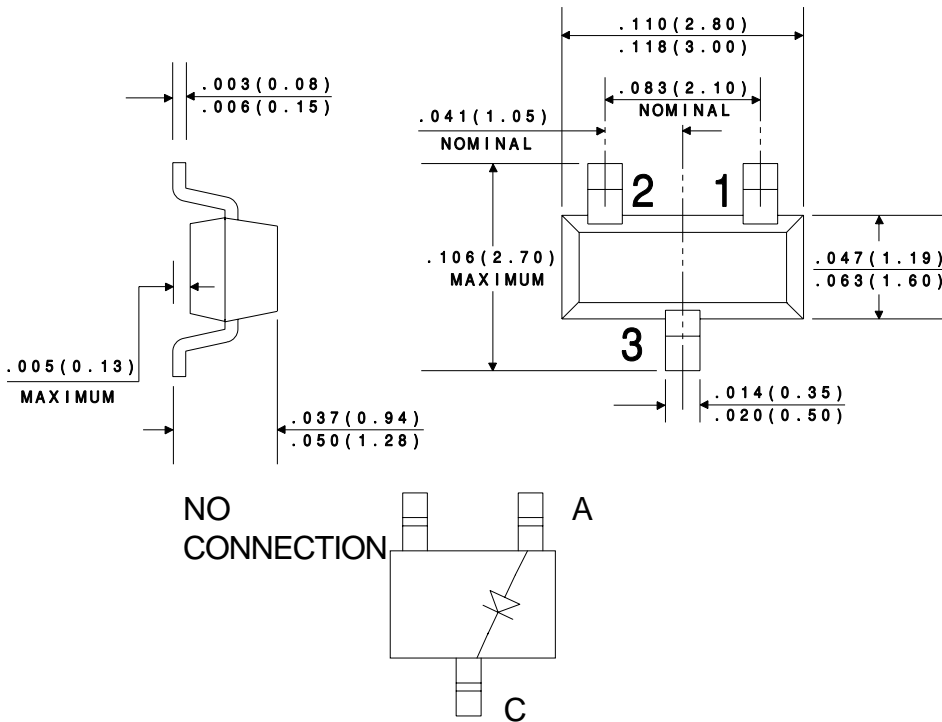 .110(2.80)
.118(3.00)
.003(0.08)
.006(0.15)
.083(2.10)
NOMINAL
.041(1.05)
NOMINAL
2
1
.106(2.70)
MAXIMUM
.047(1.19)
.063(1.60)
3
.005(0.13)
MAXIMUM
.014(0.35)
.020(0.50)
.037(0.94)
.050(1.28)
NO
CONNECTION
A
C